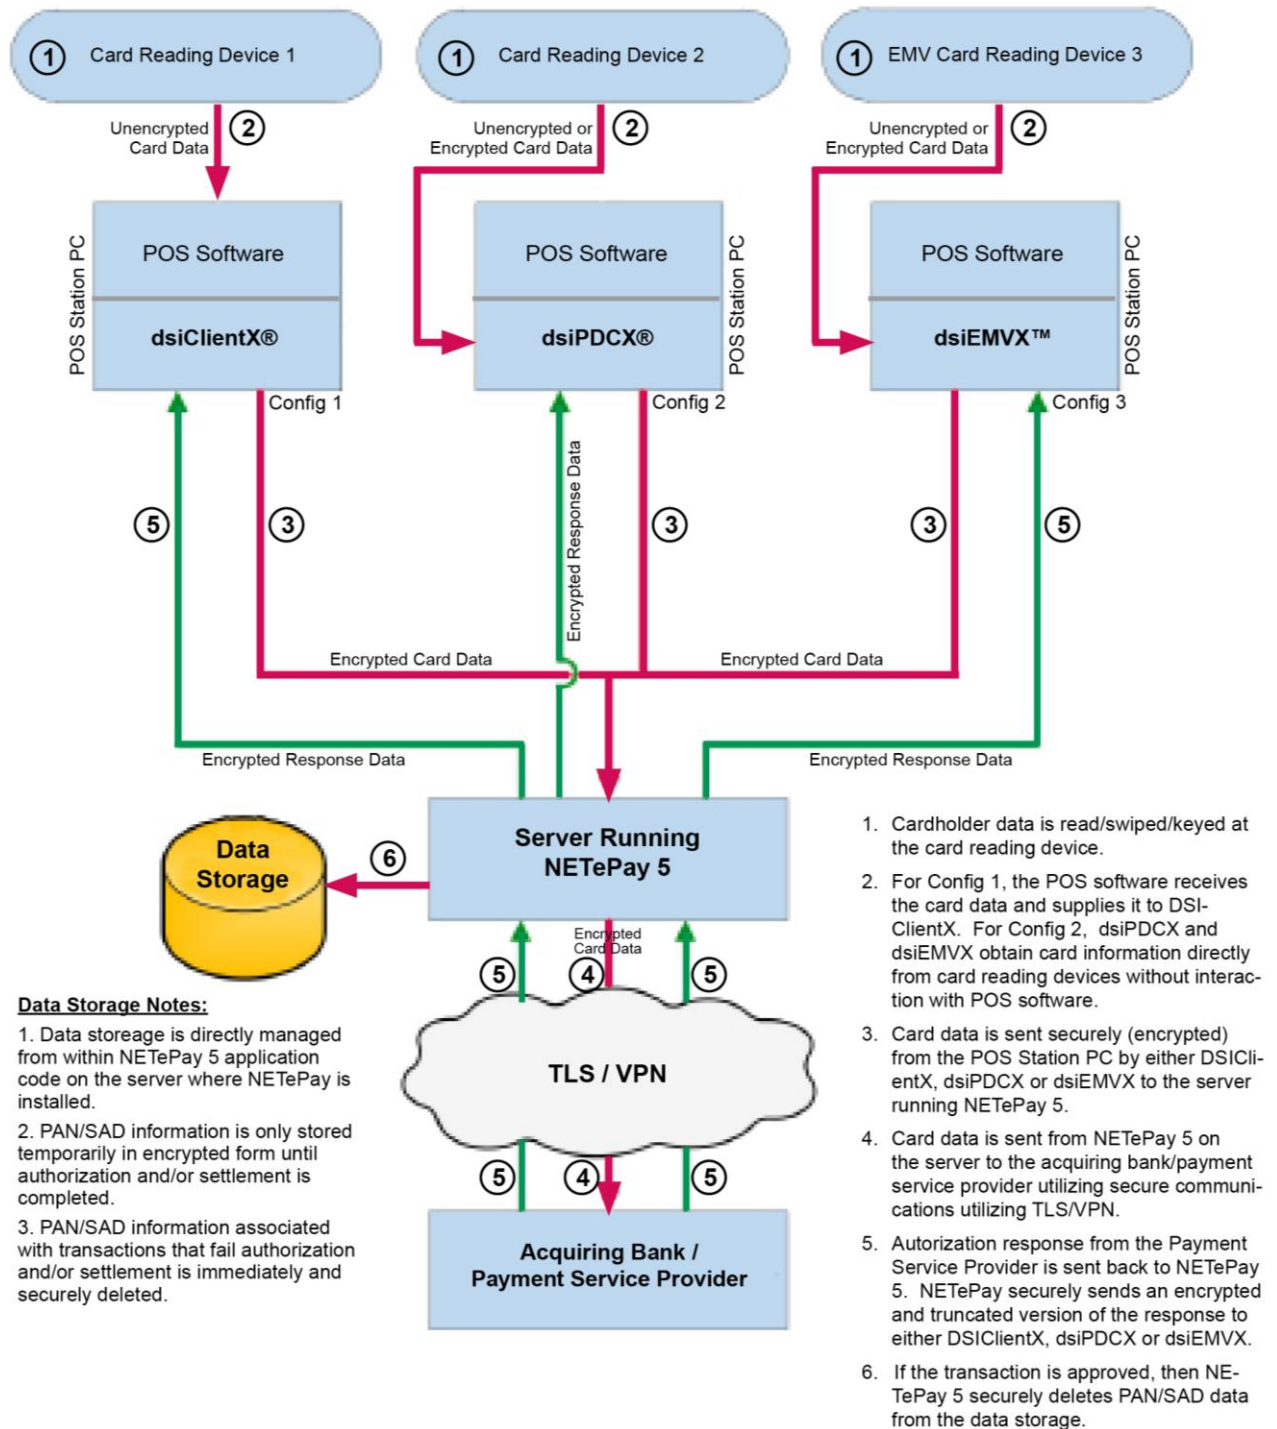 1 Card Reading Device 1
1 Card Reading Device 2
1 EMV Card Reading Device 3
Unencrypted
Card Data
2
Unencrypted or
Encrypted Card Data
2
Unencrypted or
Encrypted Card Data
2
POS Station PC
POS Software
dsiClientX®
Config 1
POS Software
dsiPDCX®
POS Station PC
Config 2
POS Software
dsiEMVX™
POS Station PC
Config 3
5
3
Encrypted Response Data
3
3
5
Encrypted Card Data
Encrypted Card Data
Encrypted Response Data
Encrypted Response Data
Data
Storage
6
Server Running
NETePay 5
Encrypted
Card Data
5
4
5
TLS / VPN
5
4
5
Acquiring Bank /
Payment Service Provider
Data Storage Notes:
1. Data storeage is directly managed
from within NETePay 5 application
code on the server where NETePay is
installed.
2. PAN/SAD information is only stored
temporarily in encrypted form until
authorization and/or settlement is
completed.
3. PAN/SAD information associated
with transactions that fail authorization
and/or settlement is immediately and
securely deleted.
1. Cardholder data is read/swiped/keyed at
the card reading device.
2. For Config 1, the POS software receives
the card data and supplies it to DSI-
ClientX. For Config 2, dsiPDCX and
dsiEMVX obtain card information directly
from card reading devices without interac-
tion with POS software.
3. Card data is sent securely (encrypted)
from the POS Station PC by either DSICli-
entX, dsiPDCX or dsiEMVX to the server
running NETePay 5.
4. Card data is sent from NETePay 5 on
the server to the acquiring bank/payment
service provider utilizing secure communi-
cations utilizing TLS/VPN.
5. Autorization response from the Payment
Service Provider is sent back to NETePay
5. NETePay securely sends an encrypted
and truncated version of the response to
either DSIClientX, dsiPDCX or dsiEMVX.
6. If the transaction is approved, then NE-
TePay 5 securely deletes PAN/SAD data
from the data storage.